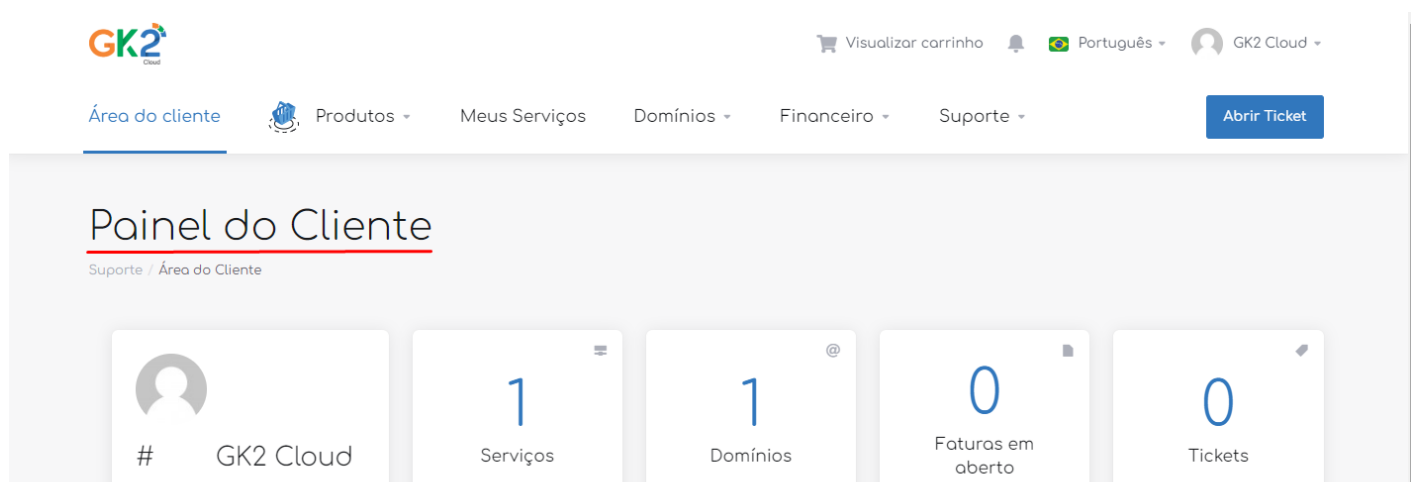 GK2
Cloud
Visualizar carrinho Português GK2 Cloud
Área do cliente Produtos Meus Serviços Domínios Financeiro Suporte Abrir Ticket
Painel do Cliente
Suporte / Área do Cliente
@
1 1 0 0
# GK2 Cloud Serviços Domínios Faturas em Tickets
aberto